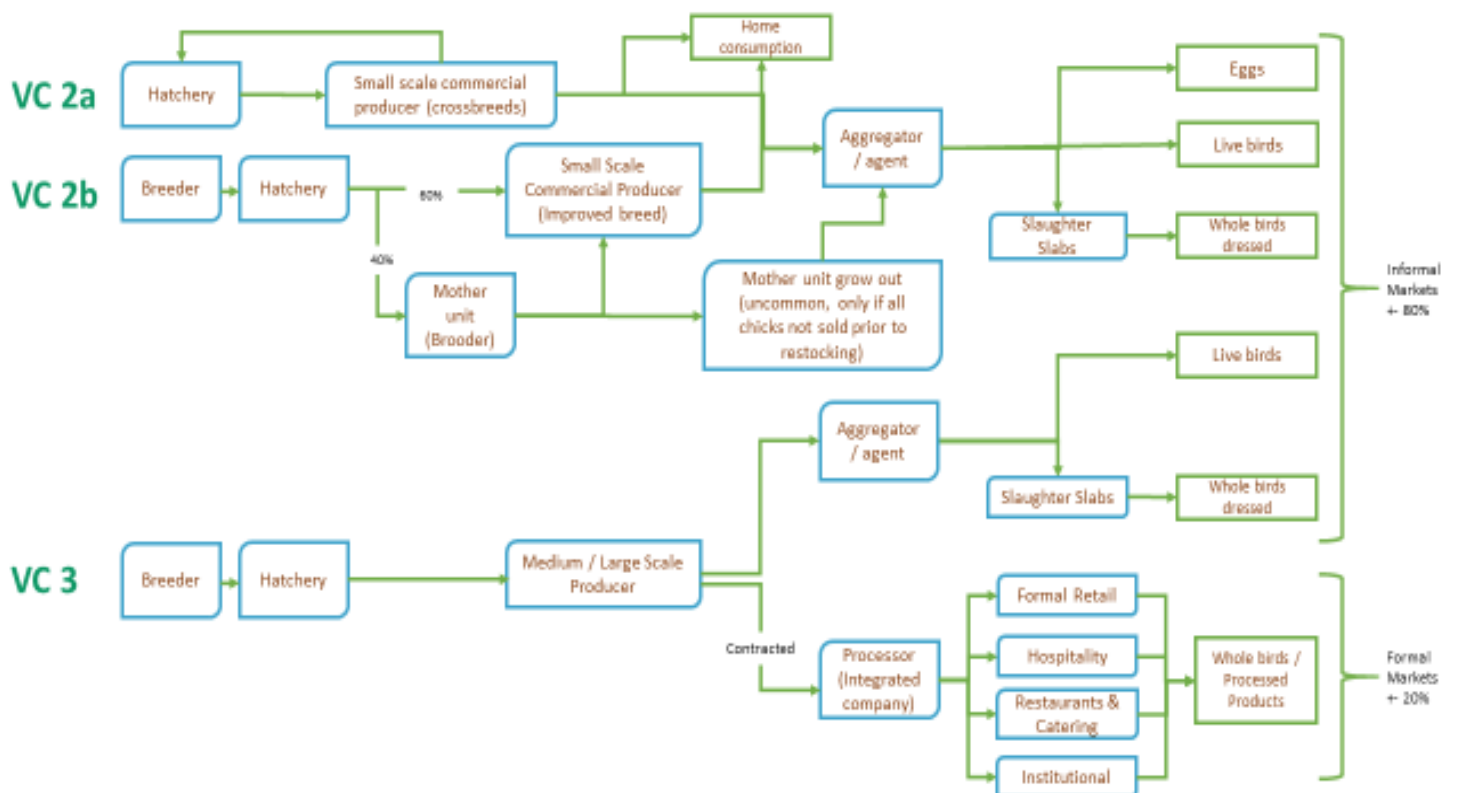 Home
consumption
VC 2a
Hatchery
Small scale commercial
producer (crossbreeds)
Eggs
Aggregator
/ agent
Live birds
VC 2b
Breeder
Hatchery
60%
Small Scale
Commercial Producer
(Improved breed)
Slaughter
Slabs
Whole birds
dressed
40%
Mother
unit
(Brooder)
Mother unit grow out
(uncommon, only if all
chicks not sold prior to
restocking)
Informal
Markets
+- 80%
Live birds
Aggregator
/ agent
Slaughter Slabs
Whole birds
dressed
VC 3
Breeder
Hatchery
Medium / Large Scale
Producer
Contracted
Processor
(Integrated
company)
Formal Retail
Hospitality
Restaurants &
Catering
Institutional
Whole birds /
Processed
Products
Formal
Markets
+- 20%